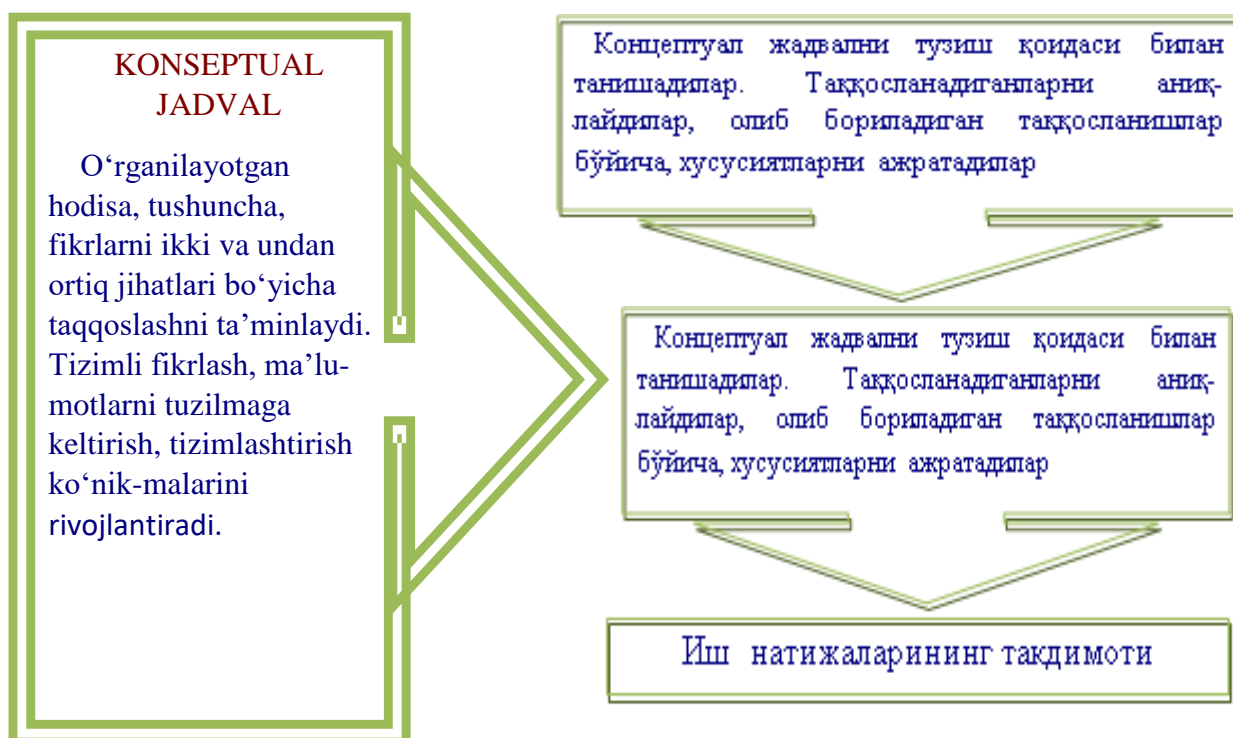 KONSEPTUAL
JADVAL
O‘rganilayotgan
hodisa, tushuncha,
fikrlarni ikki va undan
ortiq jihatlari bo‘yicha
taqqoslashni ta’minlaydi.
Tizimli fikrlash, ma’lu-
motlarni tuzilmaga
keltirish, tizimlashtirish
ko‘nik-malarini
rivojlantiradi.
Концептуал жадвални тузиш қоидаси билан
танишадилар. Таққосланадиганларни аниқ-
лайдилар, олиб бориладиган таққосланишлар
бўйича, хусусиятларни ажратадилар
Концептуал жадвални тузиш қоидаси билан
танишадилар. Таққосланадиганларни аниқ-
лайдилар, олиб бориладиган таққосланишлар
бўйича, хусусиятларни ажратадилар
Иш натижаларининг такдимоти